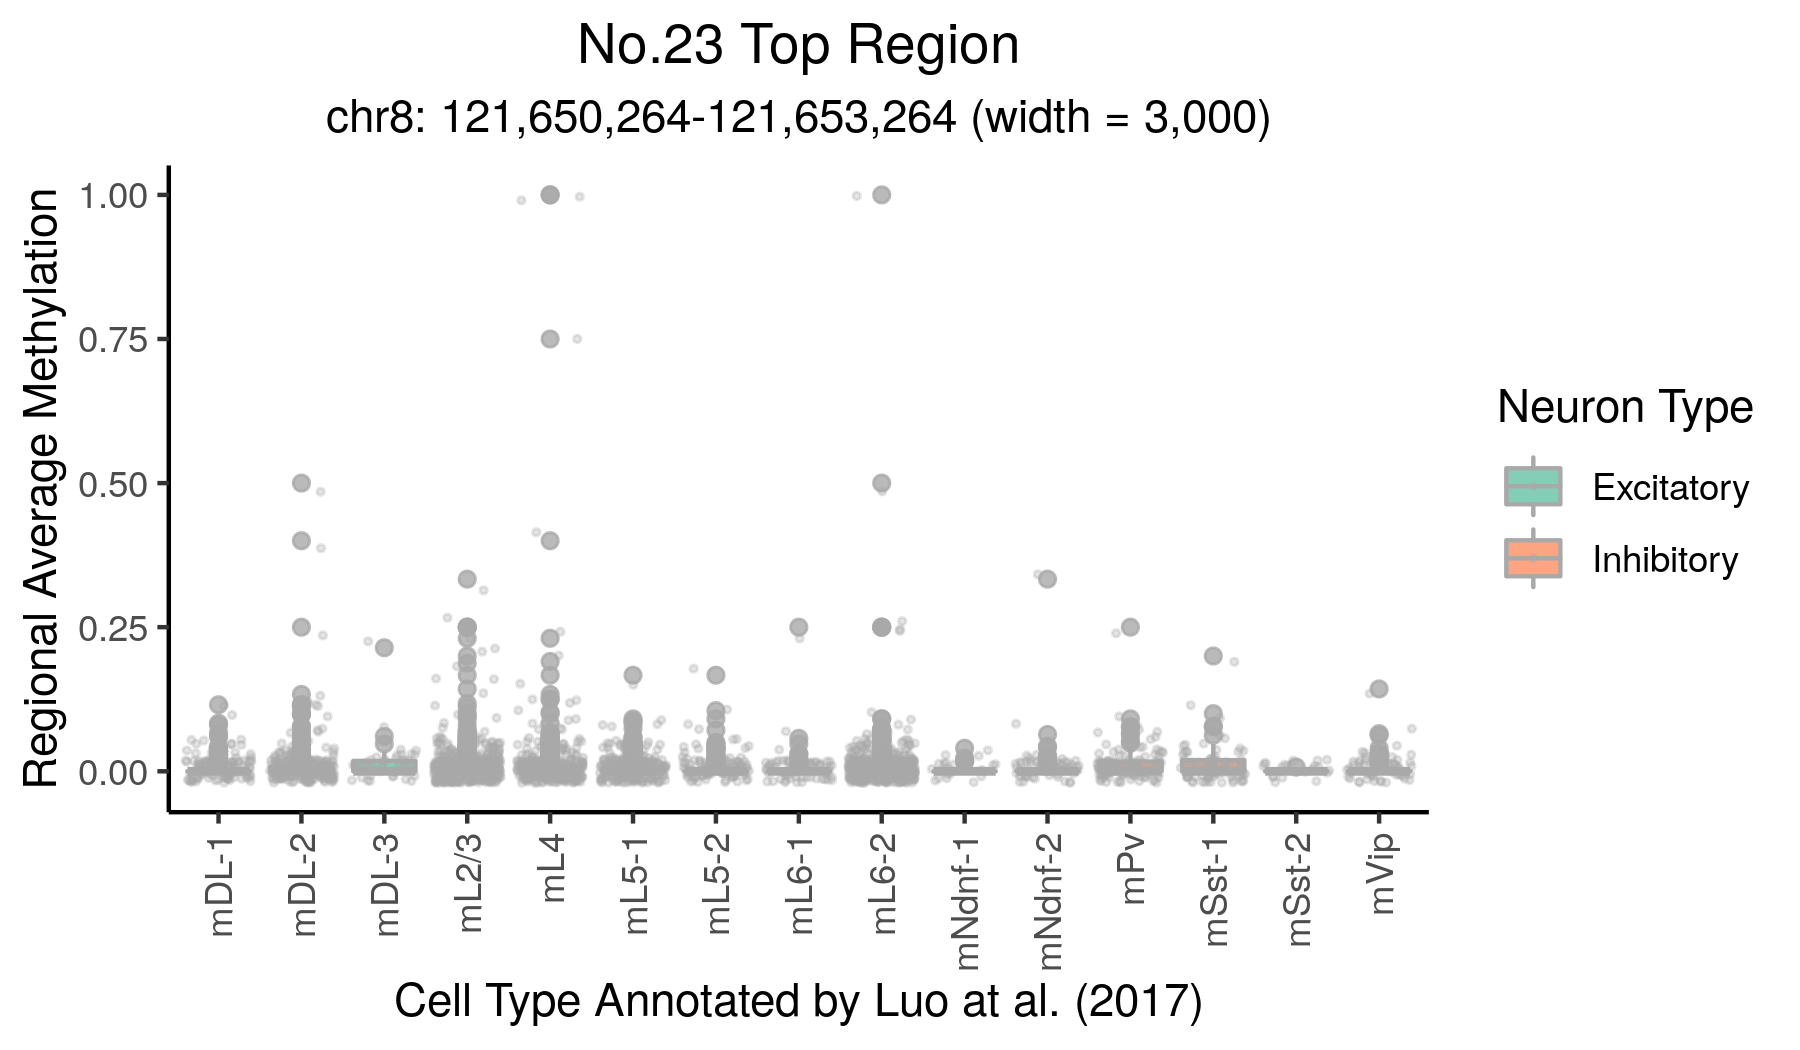 No.23 Top Region
chr8: 121,650,264-121,653,264 (width = 3,000)
Regional Average Methylation
1.00
0.75
0.50
0.25
0.00
mDL-1
mDL-2
mDL-3
mL2/3
mL4
mL5-1
mL5-2
mL6-1
mL6-2
mNdnf-1
mNdnf-2
mPv
mSst-1
mSst-2
mVip
Cell Type Annotated by Luo at al. (2017)
Neuron Type
Excitatory
Inhibitory